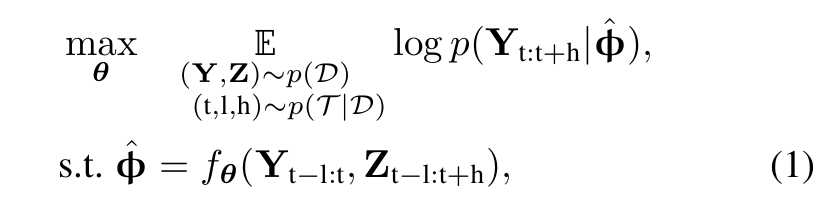 max_θ 𝔼_{(Y,Z)∼p(𝒟), (t,l,h)∼p(𝒯|𝒟)} log p(Y_{t:t+h}|φ̂),
s.t. φ̂ = f_θ(Y_{t−l:t}, Z_{t−l:t+h}), (1)